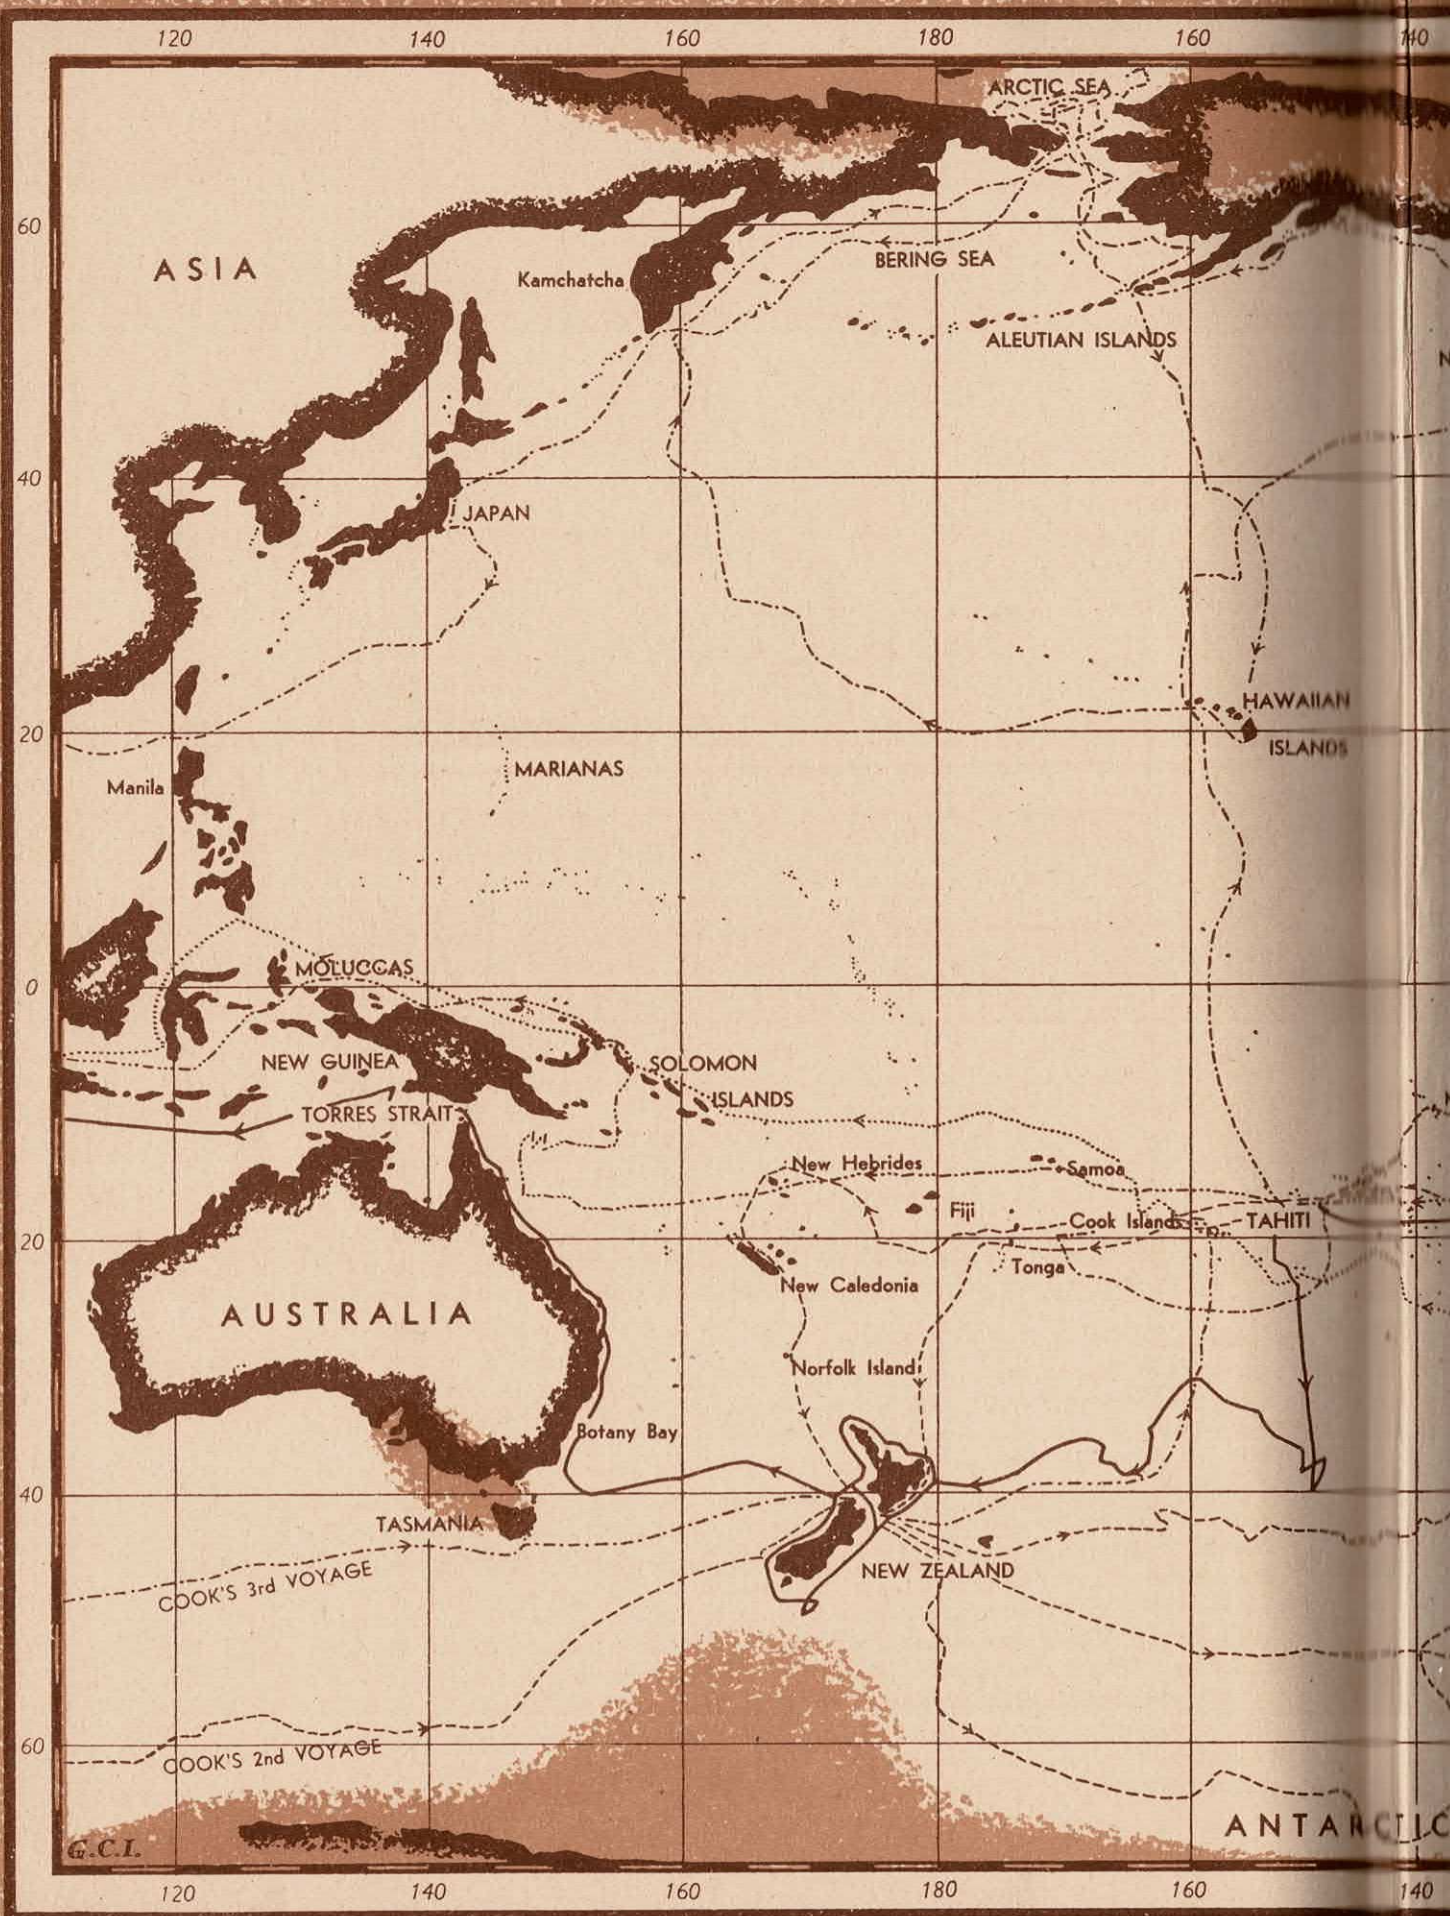 120 140 160 180 160 140
ARCTIC SEA
60
ASIA
Kamchatcha
BERING SEA
ALEUTIAN ISLANDS
N
40
JAPAN
HAWAIIAN
ISLANDS
20
MARIANAS
Manila
MOLUCCAS
0
NEW GUINEA
SOLOMON
ISLANDS
TORRES STRAIT
New Hebrides
Samoa
Fiji
Cook Islands
TAHITI
20
Tonga
New Caledonia
AUSTRALIA
Norfolk Island
Botany Bay
40
TASMANIA
NEW ZEALAND
COOK'S 3rd VOYAGE
60
COOK'S 2nd VOYAGE
ANTARCTIC
G.C.I.
120 140 160 180 160 140